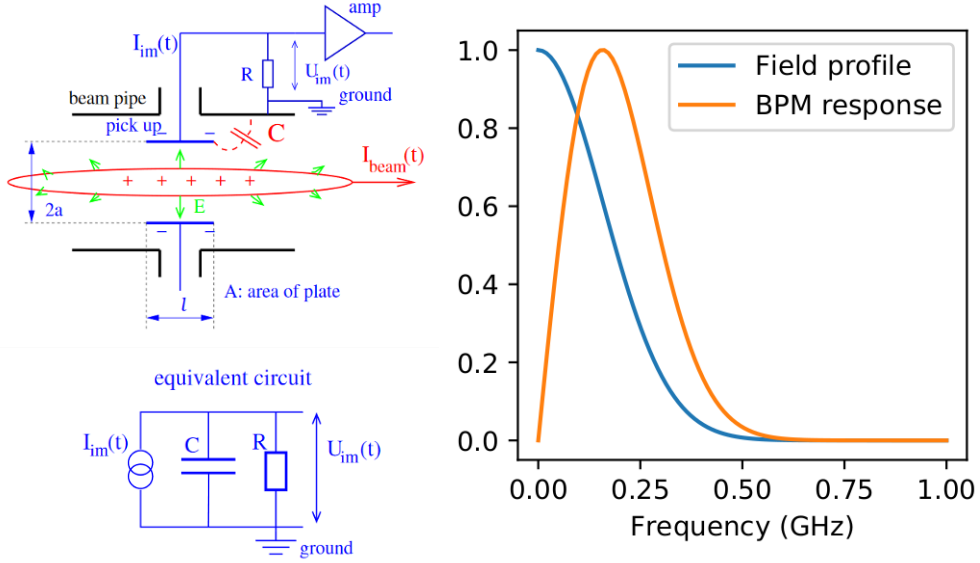 amp
I_im(t)
R
U_im(t)
ground
beam pipe
pick up
C
I_beam(t)
2a
+ + + + +
E
− −
− −
A: area of plate
l
equivalent circuit
I_im(t)
C
R
U_im(t)
ground
Field profile
BPM response
1.0
0.8
0.6
0.4
0.2
0.0
0.00 0.25 0.50 0.75 1.00
Frequency (GHz)